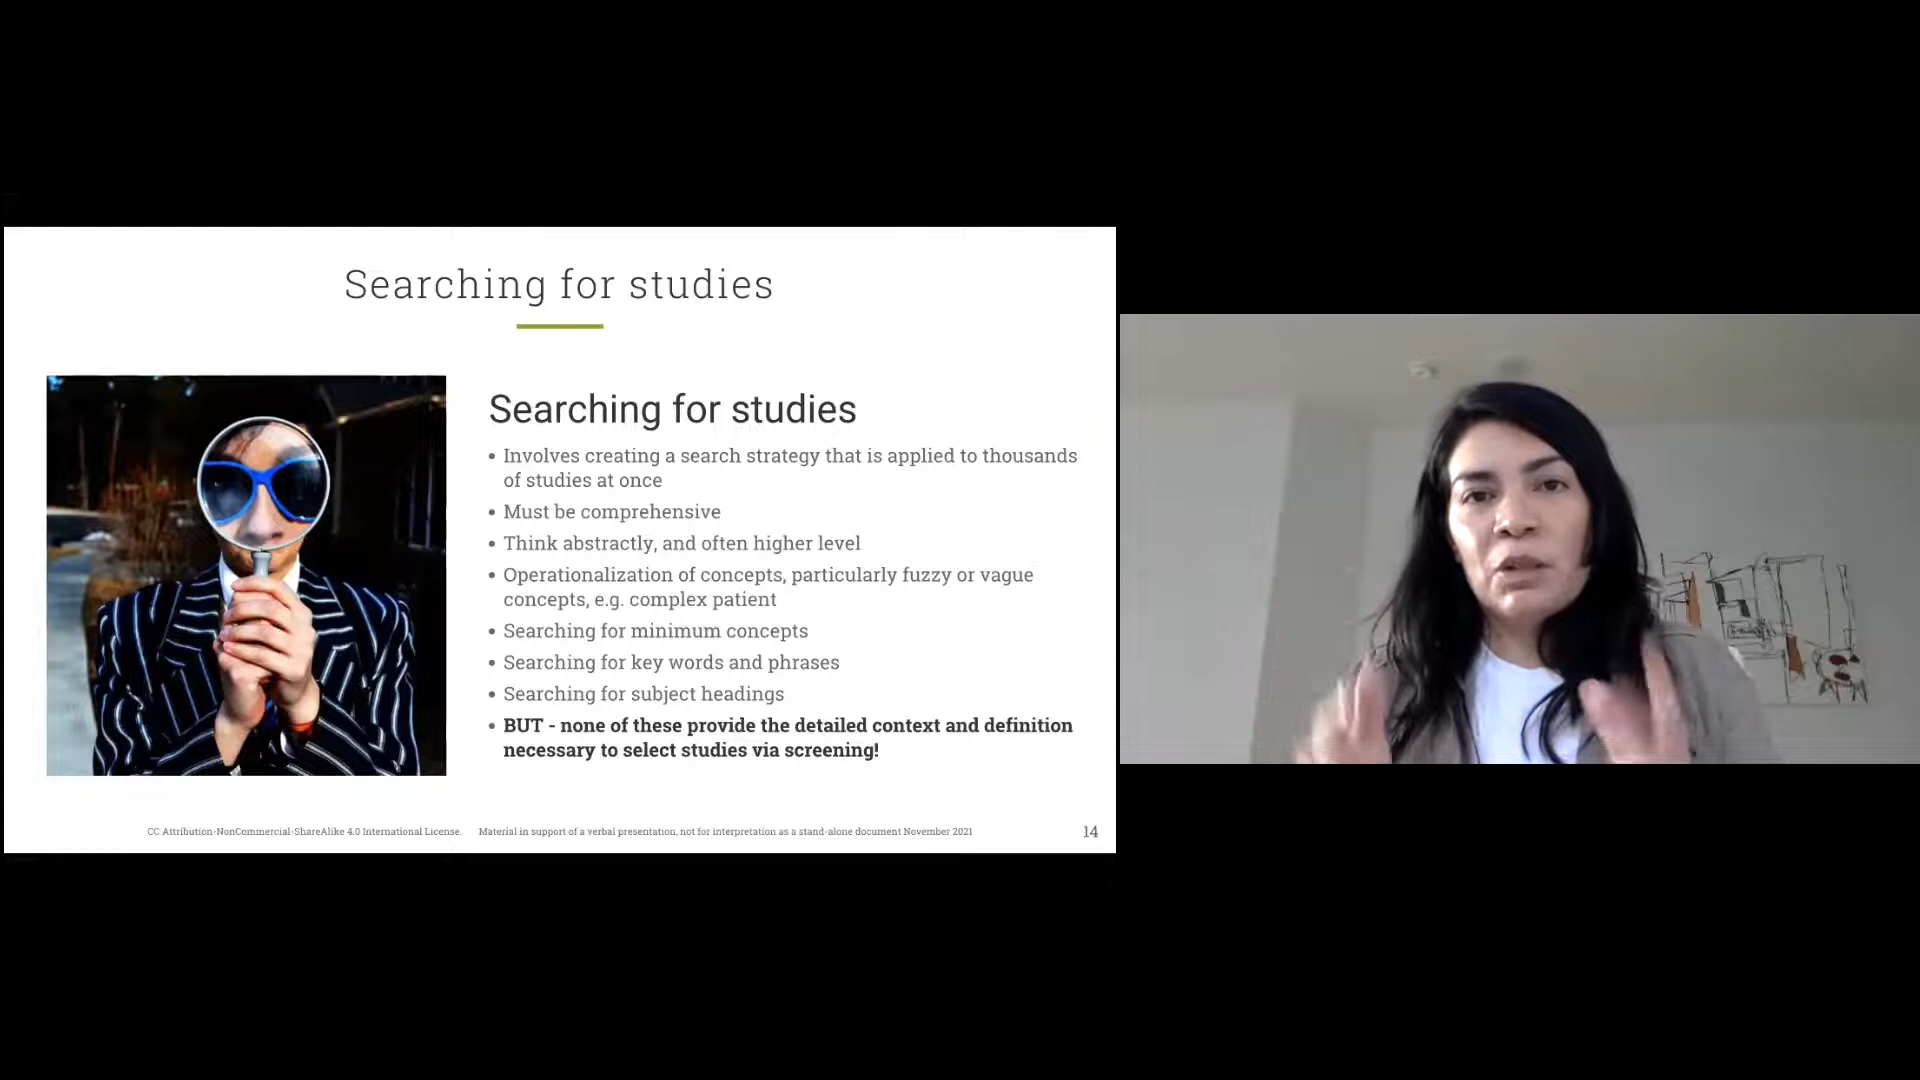 Searching for studies
Searching for studies
• Involves creating a search strategy that is applied to thousands
of studies at once
• Must be comprehensive
• Think abstractly, and often higher level
• Operationalization of concepts, particularly fuzzy or vague
concepts, e.g. complex patient
• Searching for minimum concepts
• Searching for key words and phrases
• Searching for subject headings
• BUT - none of these provide the detailed context and definition
necessary to select studies via screening!
CC Attribution-NonCommercial-ShareAlike 4.0 International License. Material in support of a verbal presentation, not for interpretation as a stand-alone document November 2021
14